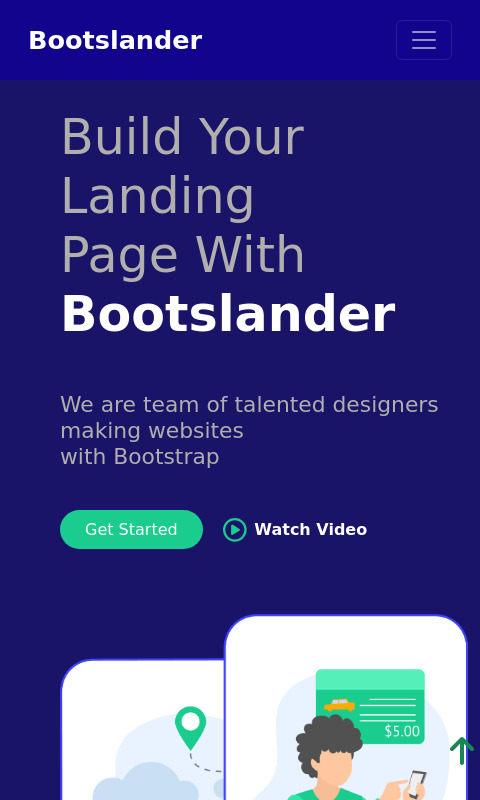 Bootslander
Build Your
Landing
Page With
Bootslander
We are team of talented designers
making websites
with Bootstrap
Get Started
Watch Video
$5.00